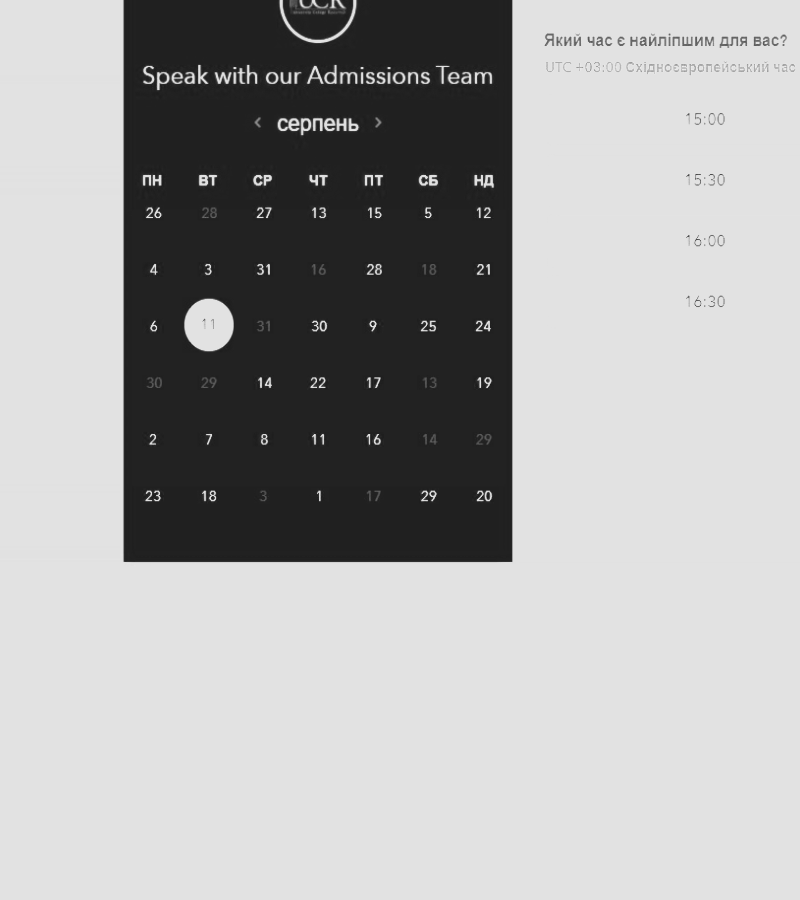 UCR
Speak with our Admissions Team
серпень
ПН ВТ СР ЧТ ПТ СБ НД
26 28 27 13 15 5 12
4 3 31 16 28 18 21
6 11 31 30 9 25 24
30 29 14 22 17 13 19
2 7 8 11 16 14 29
23 18 3 1 17 29 20
Який час є найліпшим для вас?
UTC +03:00 Східноєвропейський час
15:00
15:30
16:00
16:30